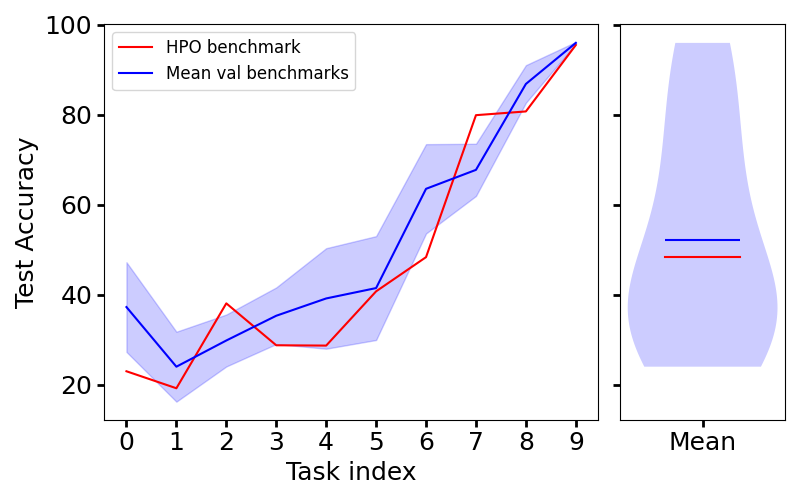 100
80
60
40
20
Test Accuracy
HPO benchmark
Mean val benchmarks
0 1 2 3 4 5 6 7 8 9
Task index
Mean